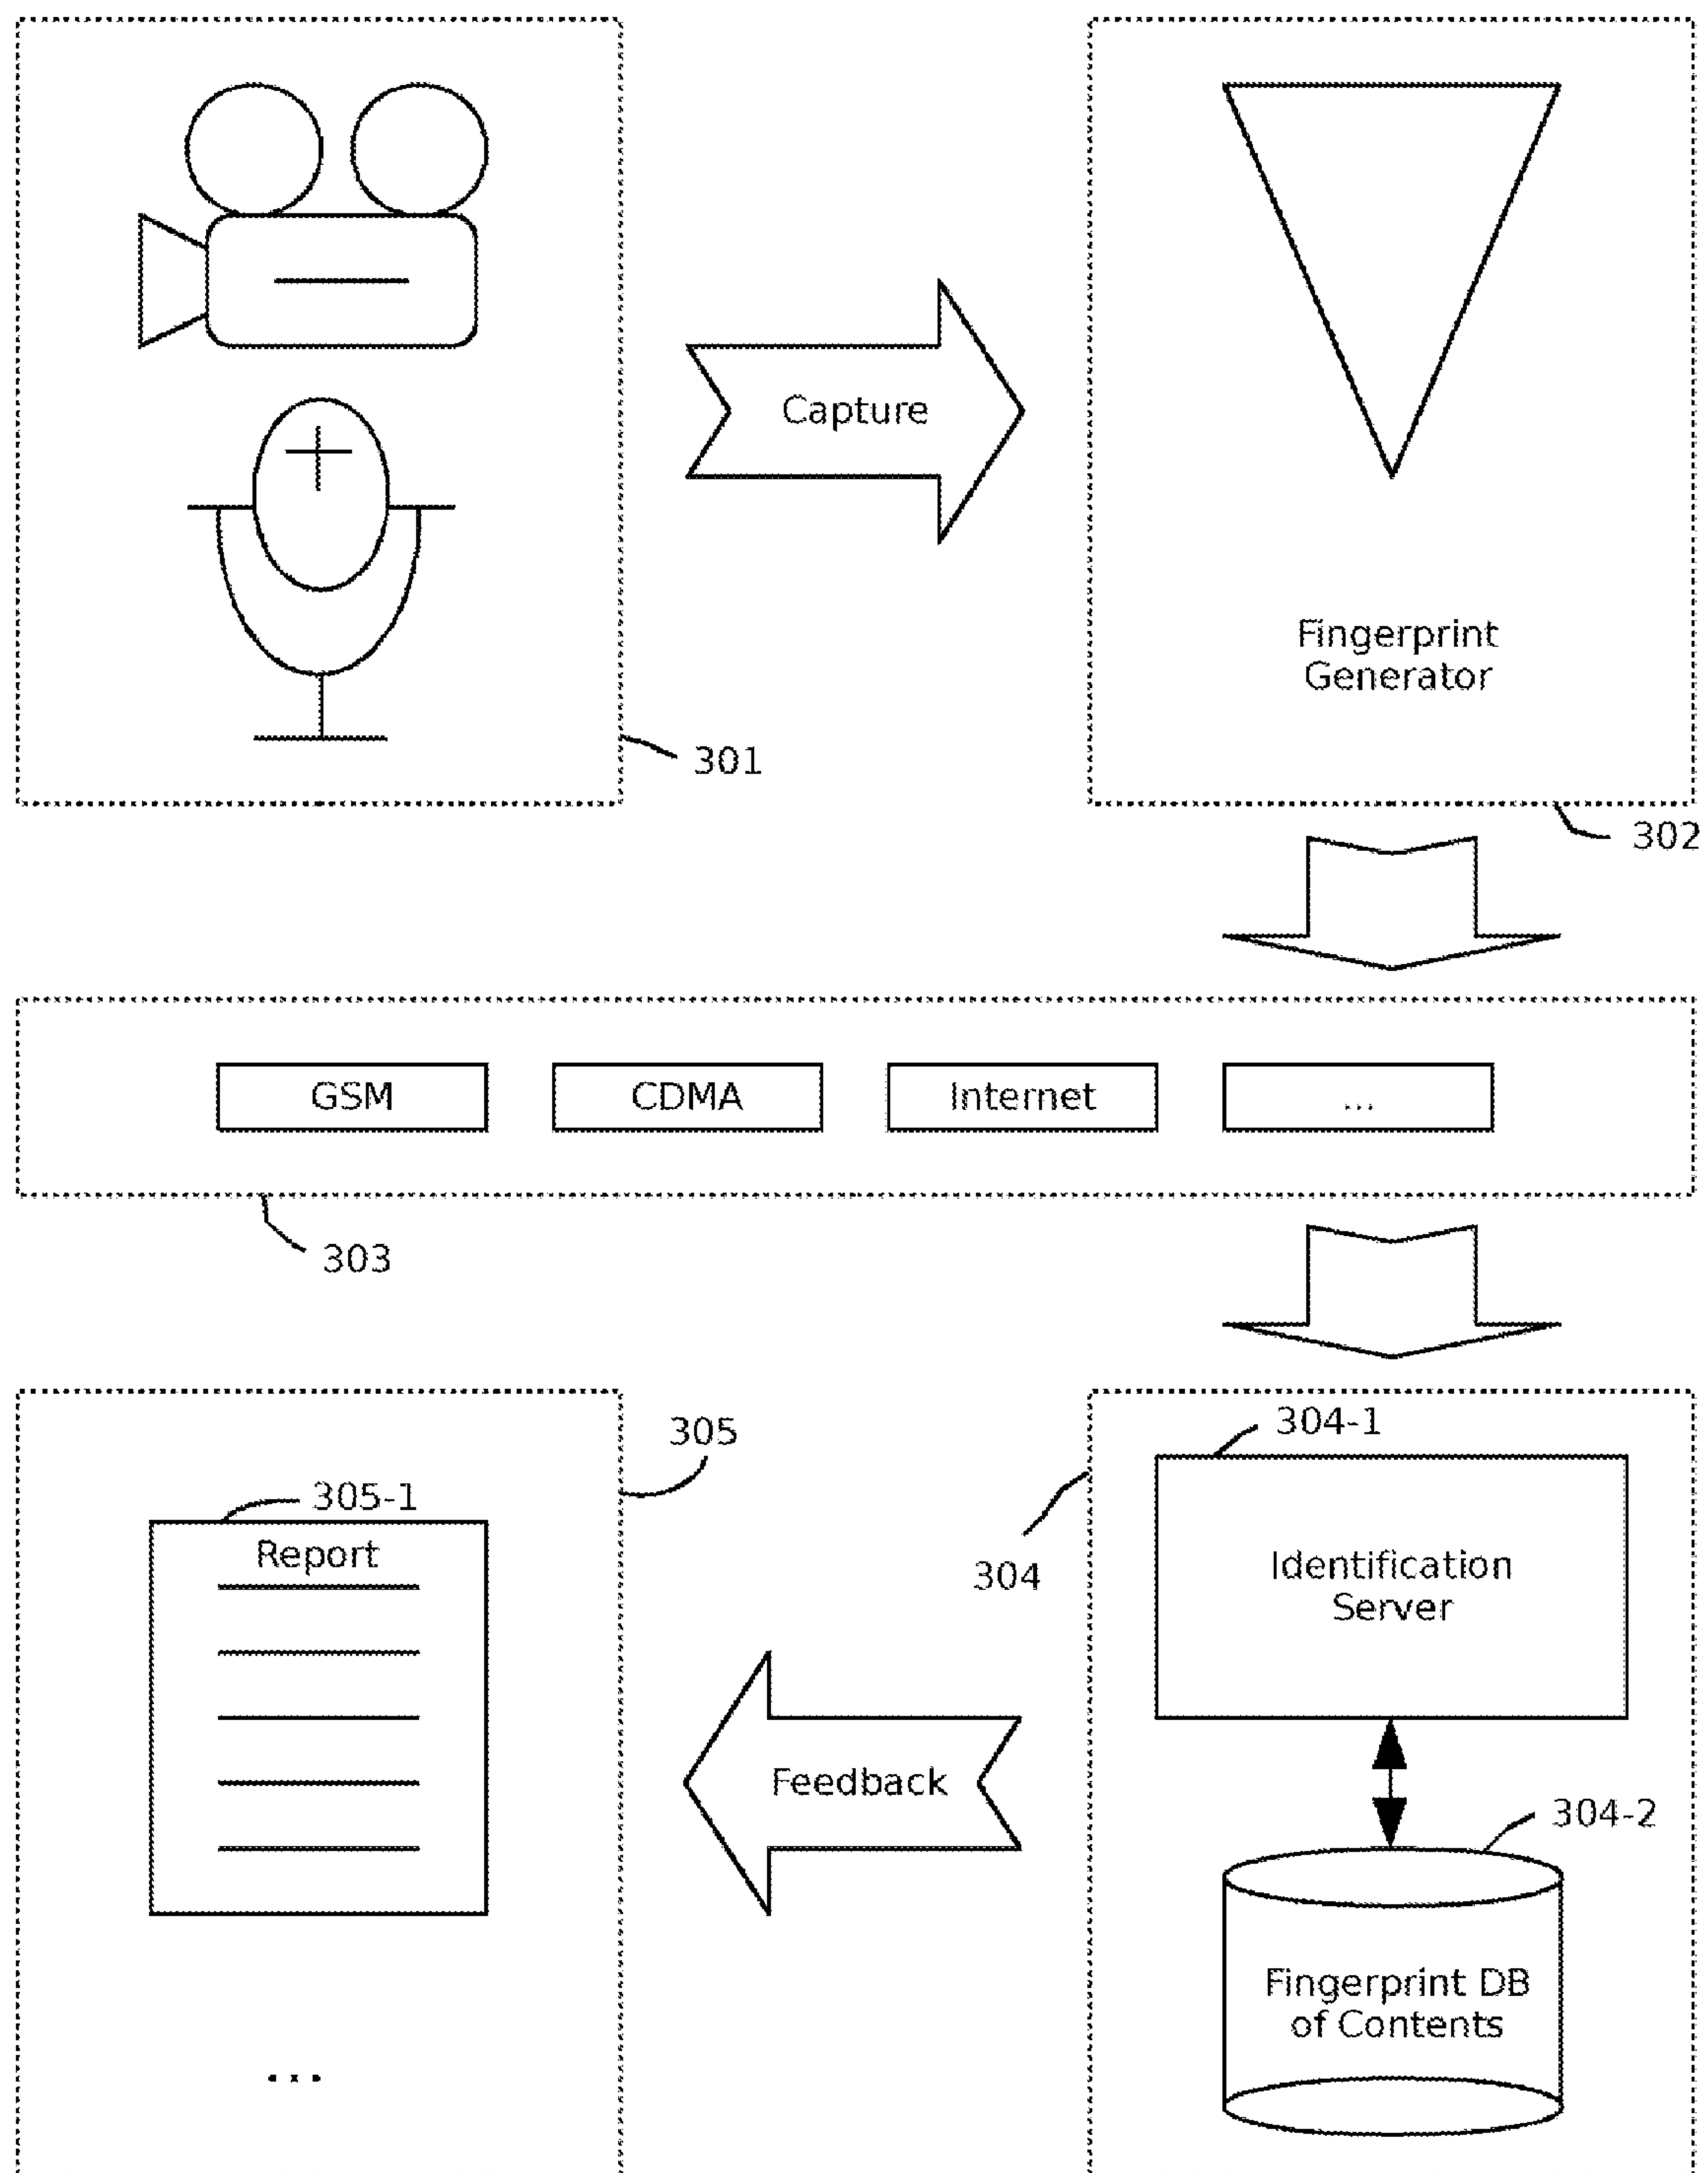 Capture
Fingerprint
Generator
301
302
GSM
CDMA
Internet
...
303
304-1
305
305-1
Report
304
Identification
Server
Feedback
304-2
Fingerprint DB
of Contents
...